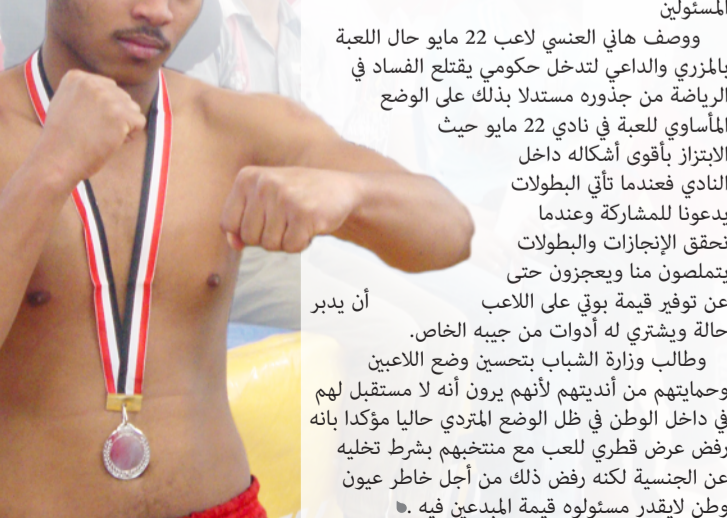 المسئولين
ووصف هاني العنسي لاعب 22 مايو حال اللعبة
بالمزري والداعي لتدخل حكومي يقتلع الفساد في
الرياضة من جذوره مستدلا بذلك على الوضع
المأساوي للعبة في نادي 22 مايو حيث
الابتزاز بأقوى أشكاله داخل
النادي فعندما تأتي البطولات
يدعونا للمشاركة وعندما
نحقق الإنجازات والبطولات
يتملصون منا ويعجزون حتى
عن توفير قيمة بوتي على اللاعب أن يدبر
حالة ويشتري له أدوات من جيبه الخاص.
وطالب وزارة الشباب بتحسين وضع اللاعبين
وحمايتهم من أنديتهم لأنهم يرون أنه لا مستقبل لهم
في داخل الوطن في ظل الوضع المتردي حاليا مؤكدا بانه
رفض عرض قطري للعب مع منتخبهم بشرط تخليه
عن الجنسية لكنه رفض ذلك من أجل خاطر عيون
وطن لايقدر مسئولوه قيمة المبدعين فيه .